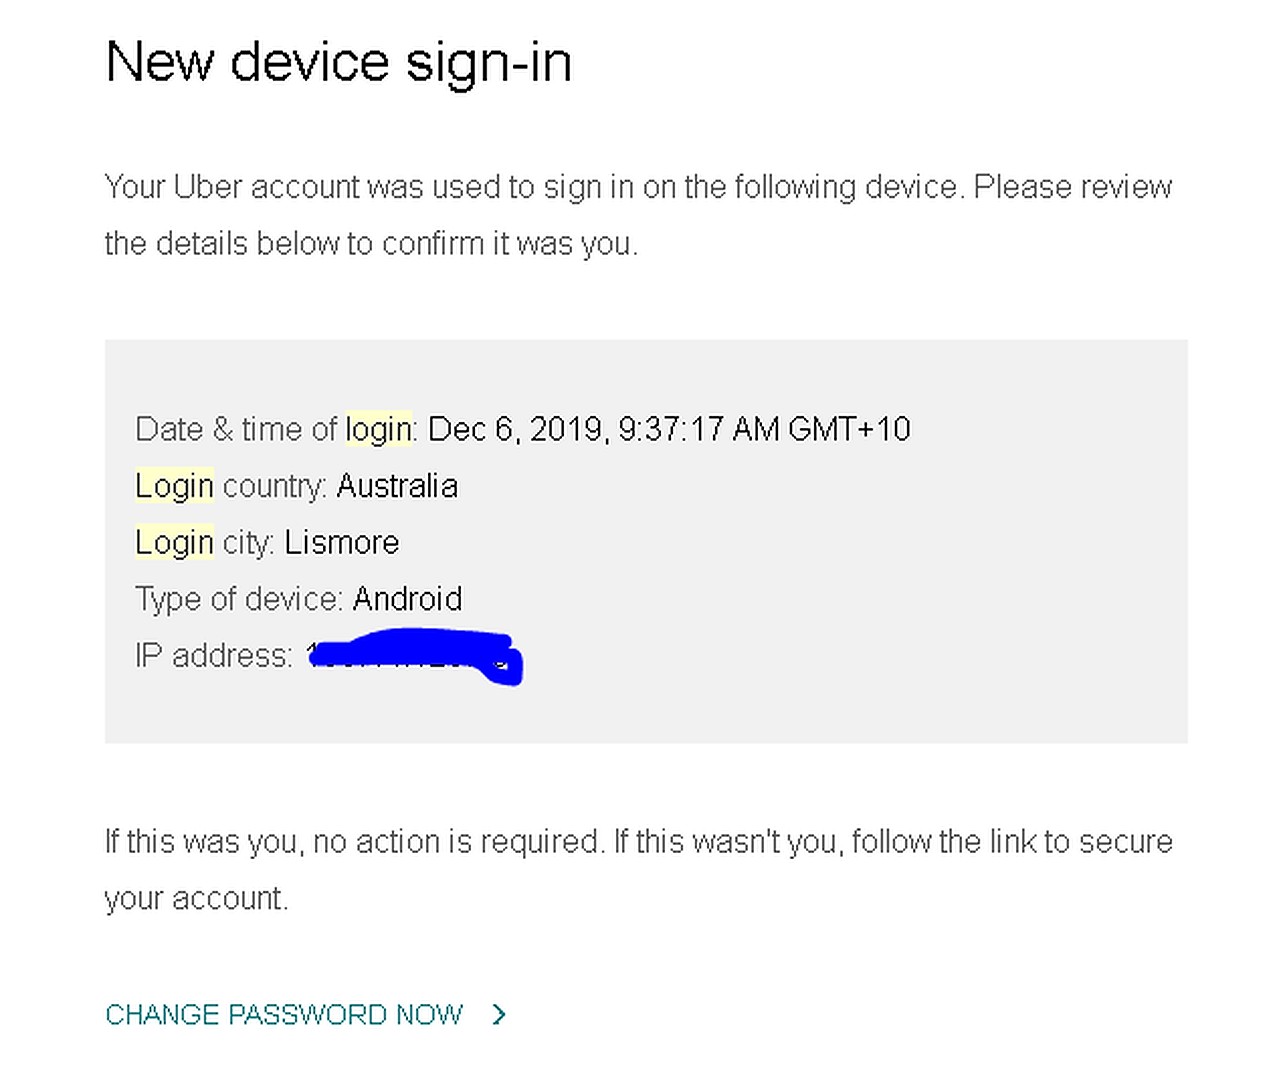 New device sign-in
Your Uber account was used to sign in on the following device. Please review
the details below to confirm it was you.
Date & time of login: Dec 6, 2019, 9:37:17 AM GMT+10
Login country: Australia
Login city: Lismore
Type of device: Android
IP address:
If this was you, no action is required. If this wasn't you, follow the link to secure
your account.
CHANGE PASSWORD NOW >